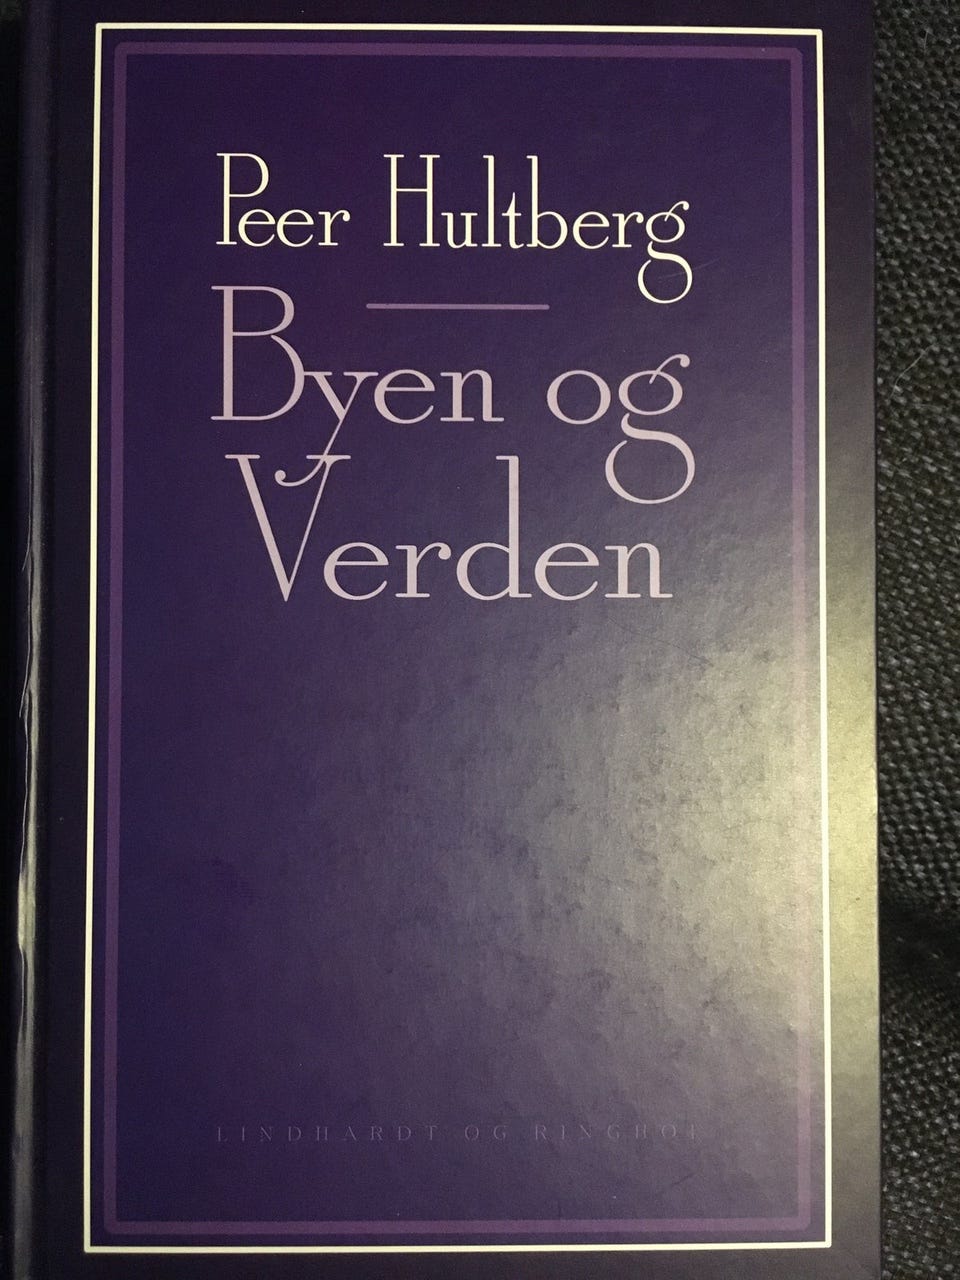 Peer Hultberg
Byen og
Verden
LINDHARDT OG RINGHOF